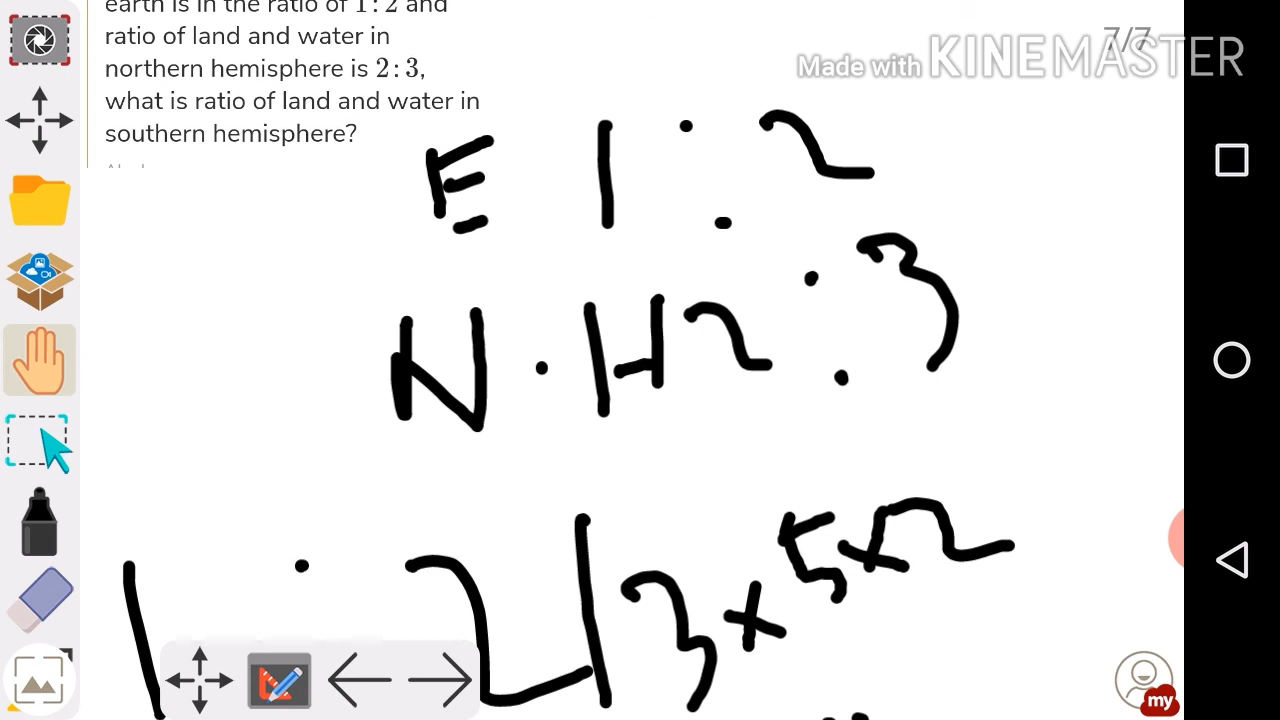 earth is in the ratio of 1 : 2 and
ratio of land and water in
northern hemisphere is 2 : 3,
what is ratio of land and water in
southern hemisphere?
7/7
Made with KINEMASTER
E 1 : 2
N . H 2 : 3
1 : 2 | 3 x 5 x 2
my